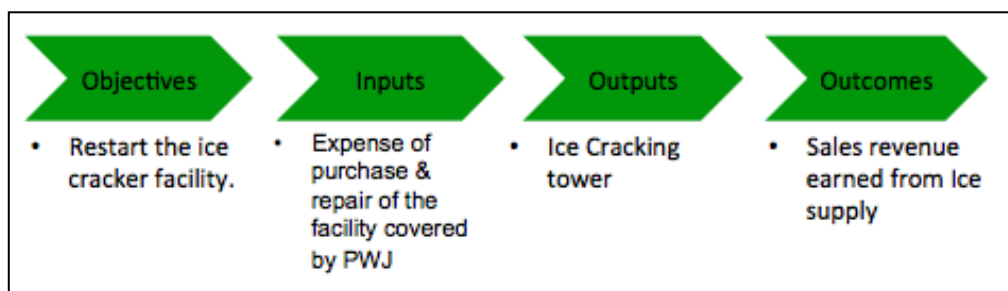 Objectives
Inputs
Outputs
Outcomes
• Restart the ice
cracker facility.
• Expense of
purchase &
repair of the
facility covered
by PWJ
• Ice Cracking
tower
• Sales revenue
earned from Ice
supply